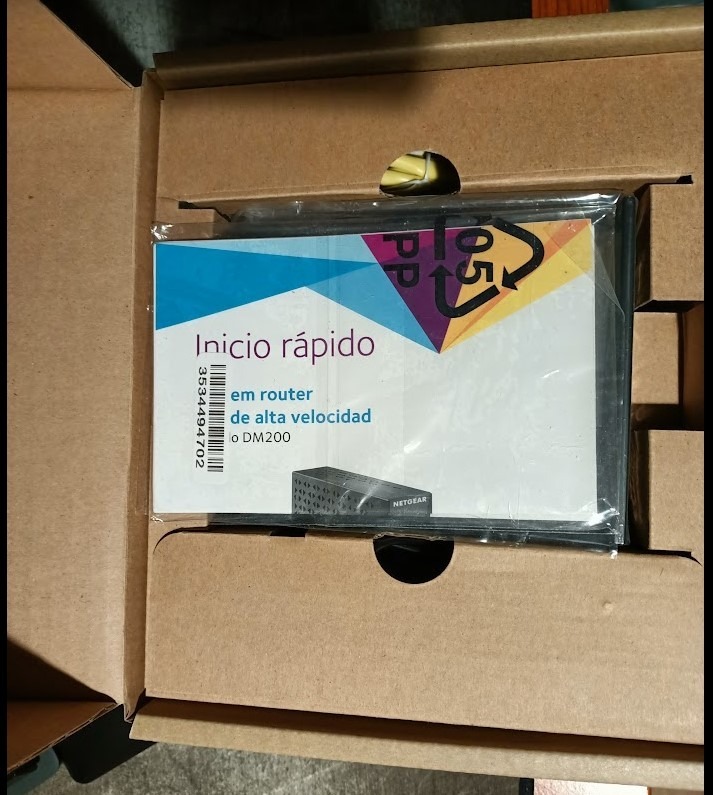 05
PP
Inicio rápido
em router
de alta velocidad
o DM200
3534494702
NETGEAR